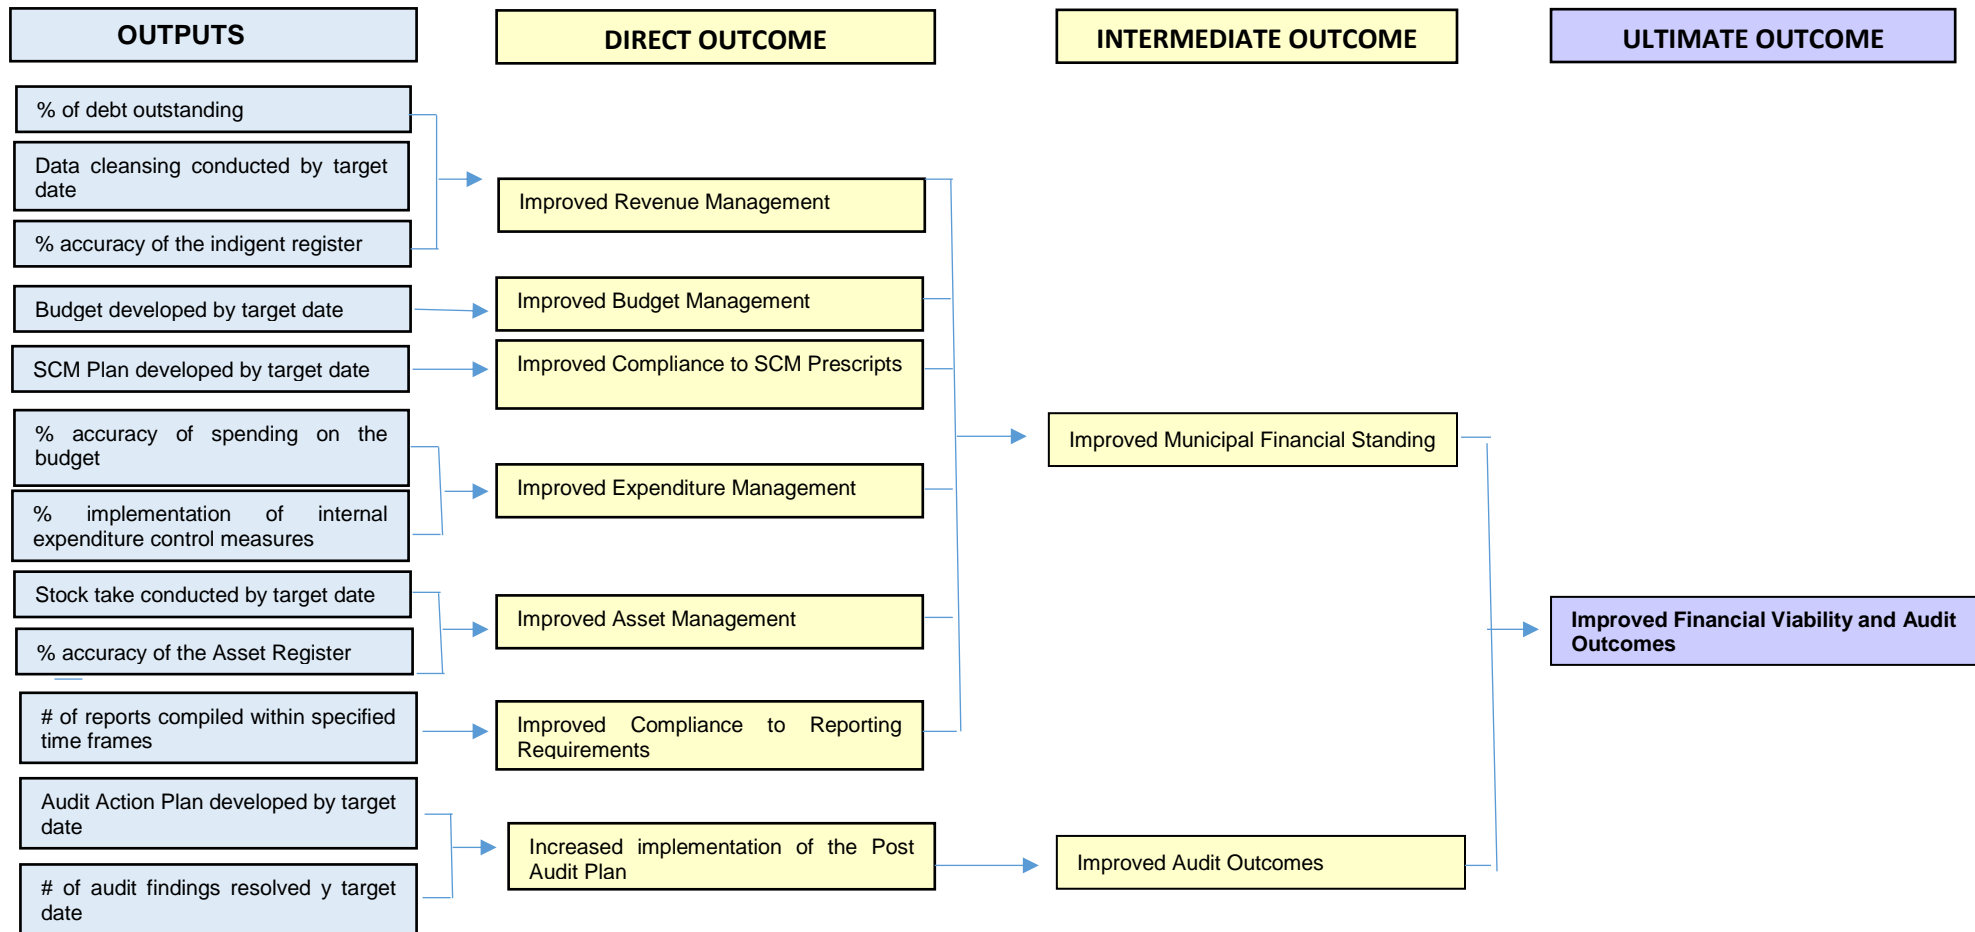 OUTPUTS
DIRECT OUTCOME
INTERMEDIATE OUTCOME
ULTIMATE OUTCOME
% of debt outstanding
Data cleansing conducted by target
date
% accuracy of the indigent register
Budget developed by target date
SCM Plan developed by target date
% accuracy of spending on the
budget
% implementation of internal
expenditure control measures
Stock take conducted by target date
% accuracy of the Asset Register
# of reports compiled within specified
time frames
Audit Action Plan developed by target
date
# of audit findings resolved y target
date
Improved Revenue Management
Improved Budget Management
Improved Compliance to SCM Prescripts
Improved Expenditure Management
Improved Asset Management
Improved Compliance to Reporting
Requirements
Increased implementation of the Post
Audit Plan
Improved Municipal Financial Standing
Improved Audit Outcomes
Improved Financial Viability and Audit
Outcomes